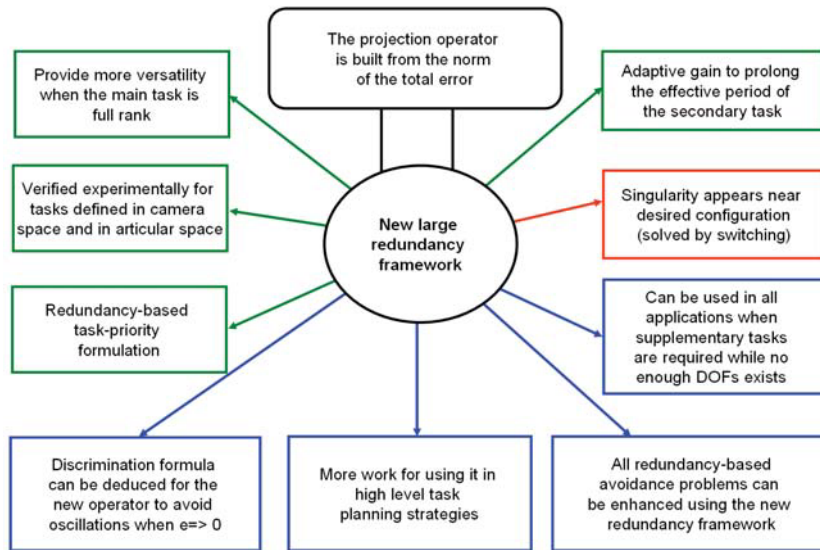 The projection operator
is built from the norm
of the total error
Provide more versatility
when the main task is
full rank
Adaptive gain to prolong
the effective period of
the secondary task
Verified experimentally for
tasks defined in camera
space and in articular space
New large
redundancy
framework
Singularity appears near
desired configuration
(solved by switching)
Redundancy-based
task-priority
formulation
Can be used in all
applications when
supplementary tasks
are required while no
enough DOFs exists
Discrimination formula
can be deduced for the
new operator to avoid
oscillations when e=> 0
More work for using it in
high level task
planning strategies
All redundancy-based
avoidance problems can
be enhanced using the new
redundancy framework